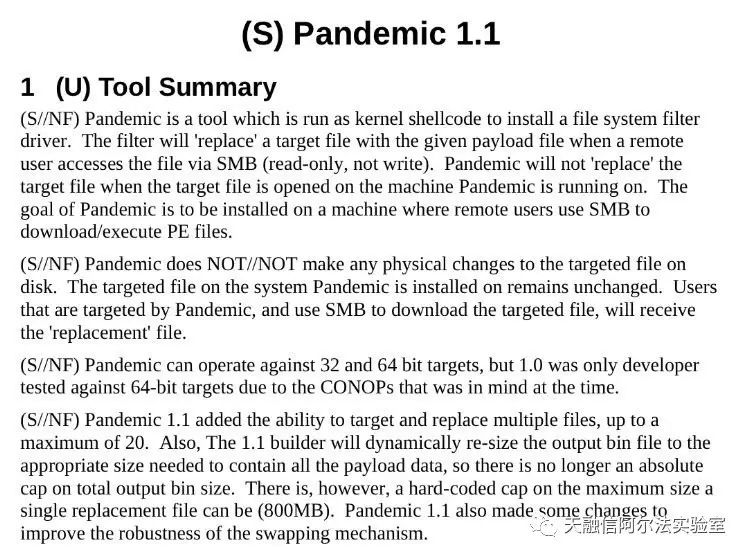 (S) Pandemic 1.1
1 (U) Tool Summary
(S//NF) Pandemic is a tool which is run as kernel shellcode to install a file system filter
driver. The filter will 'replace' a target file with the given payload file when a remote
user accesses the file via SMB (read-only, not write). Pandemic will not 'replace' the
target file when the target file is opened on the machine Pandemic is running on. The
goal of Pandemic is to be installed on a machine where remote users use SMB to
download/execute PE files.
(S//NF) Pandemic does NOT//NOT make any physical changes to the targeted file on
disk. The targeted file on the system Pandemic is installed on remains unchanged. Users
that are targeted by Pandemic, and use SMB to download the targeted file, will receive
the 'replacement' file.
(S//NF) Pandemic can operate against 32 and 64 bit targets, but 1.0 was only developer
tested against 64-bit targets due to the CONOPs that was in mind at the time.
(S//NF) Pandemic 1.1 added the ability to target and replace multiple files, up to a
maximum of 20. Also, The 1.1 builder will dynamically re-size the output bin file to the
appropriate size needed to contain all the payload data, so there is no longer an absolute
cap on total output bin size. There is, however, a hard-coded cap on the maximum size a
single replacement file can be (800MB). Pandemic 1.1 also made some changes to
improve the robustness of the swapping mechanism.
天融信阿尔法实验室